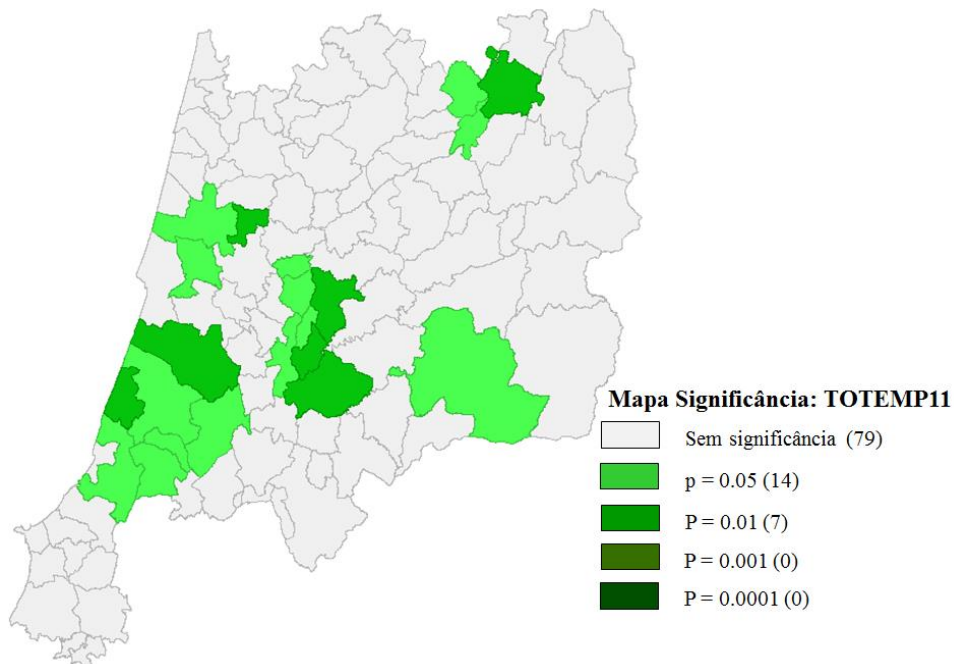 Mapa Significância: TOTEMP11
Sem significância (79)
p = 0.05 (14)
P = 0.01 (7)
P = 0.001 (0)
P = 0.0001 (0)